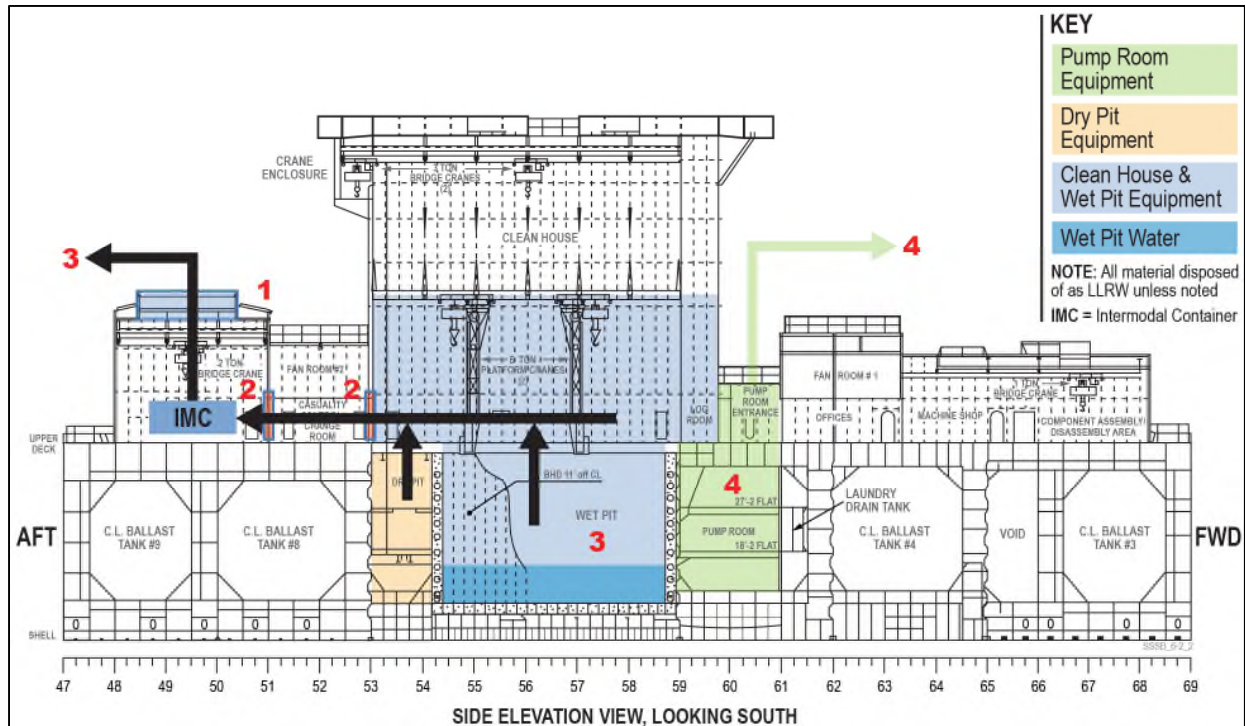 KEY
Pump Room
Equipment
Dry Pit
Equipment
Clean House &
Wet Pit Equipment
Wet Pit Water
NOTE: All material disposed
of as LLRW unless noted
IMC = Intermodal Container
CRANE
ENCLOSURE
TON
BRIDGE CRANES
(2)
CLEAN HOUSE
3
4
1
2 TON
BRIDGE CRANE
FAN ROOM #2
TON
PLATFORM CRANES
(2)
FAN ROOM # 1
1 TON
BRIDGE CRANE
2
2
IMC
CASUALTY
CHANGE
ROOM
LOG
ROOM
PUMP
ROOM
ENTRANCE
OFFICES
MACHINE SHOP
COMPONENT ASSEMBLY/
DISASSEMBLY AREA
UPPER
DECK
DRY PIT
BHD 11' off CL
WET PIT
3
4
27'-2 FLAT
PUMP ROOM
18'-2 FLAT
LAUNDRY
DRAIN TANK
AFT
C.L. BALLAST
TANK #9
C.L. BALLAST
TANK #8
C.L. BALLAST
TANK #4
VOID
C.L. BALLAST
TANK #3
FWD
SHELL
SSSB_6-2_2
47 48 49 50 51 52 53 54 55 56 57 58 59 60 61 62 63 64 65 66 67 68 69
SIDE ELEVATION VIEW, LOOKING SOUTH